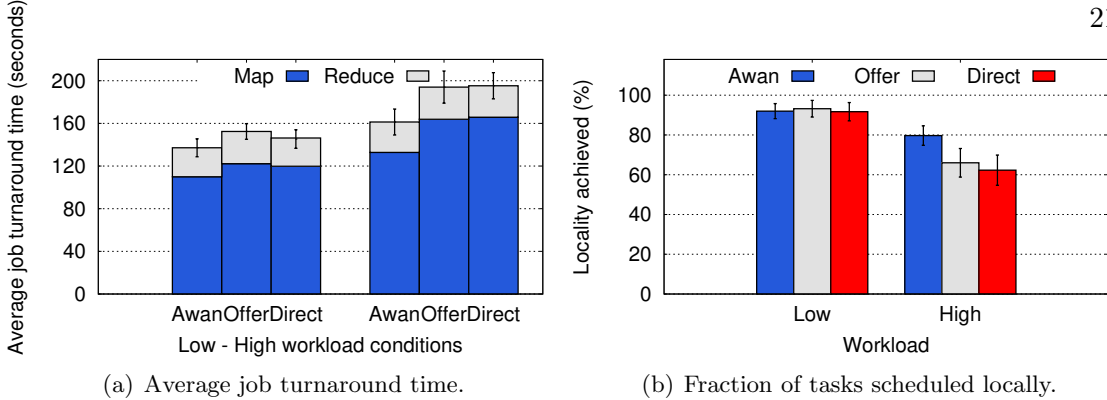 Average job turnaround time (seconds)
200
160
120
80
40
0
Map
Reduce
AwanOfferDirect
AwanOfferDirect
Low - High workload conditions
(a) Average job turnaround time.
Locality achieved (%)
100
80
60
40
20
0
Awan
Offer
Direct
Low
High
Workload
(b) Fraction of tasks scheduled locally.